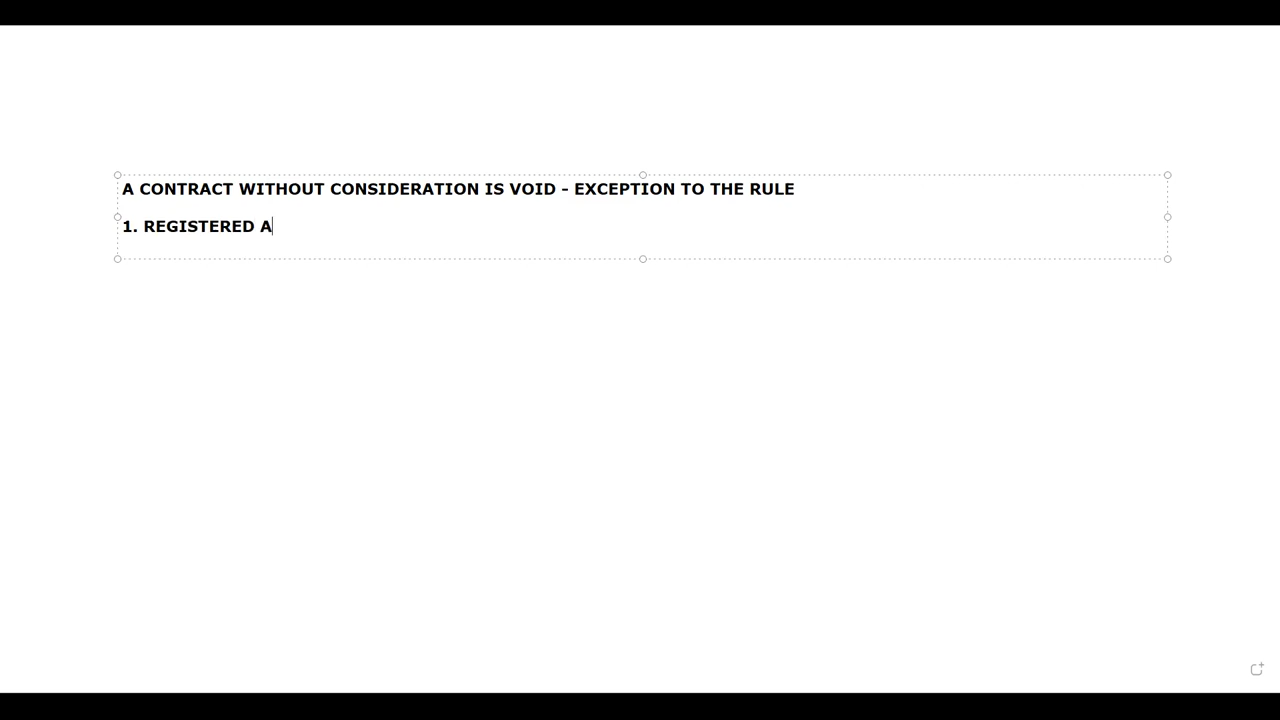 A CONTRACT WITHOUT CONSIDERATION IS VOID - EXCEPTION TO THE RULE
1. REGISTERED A